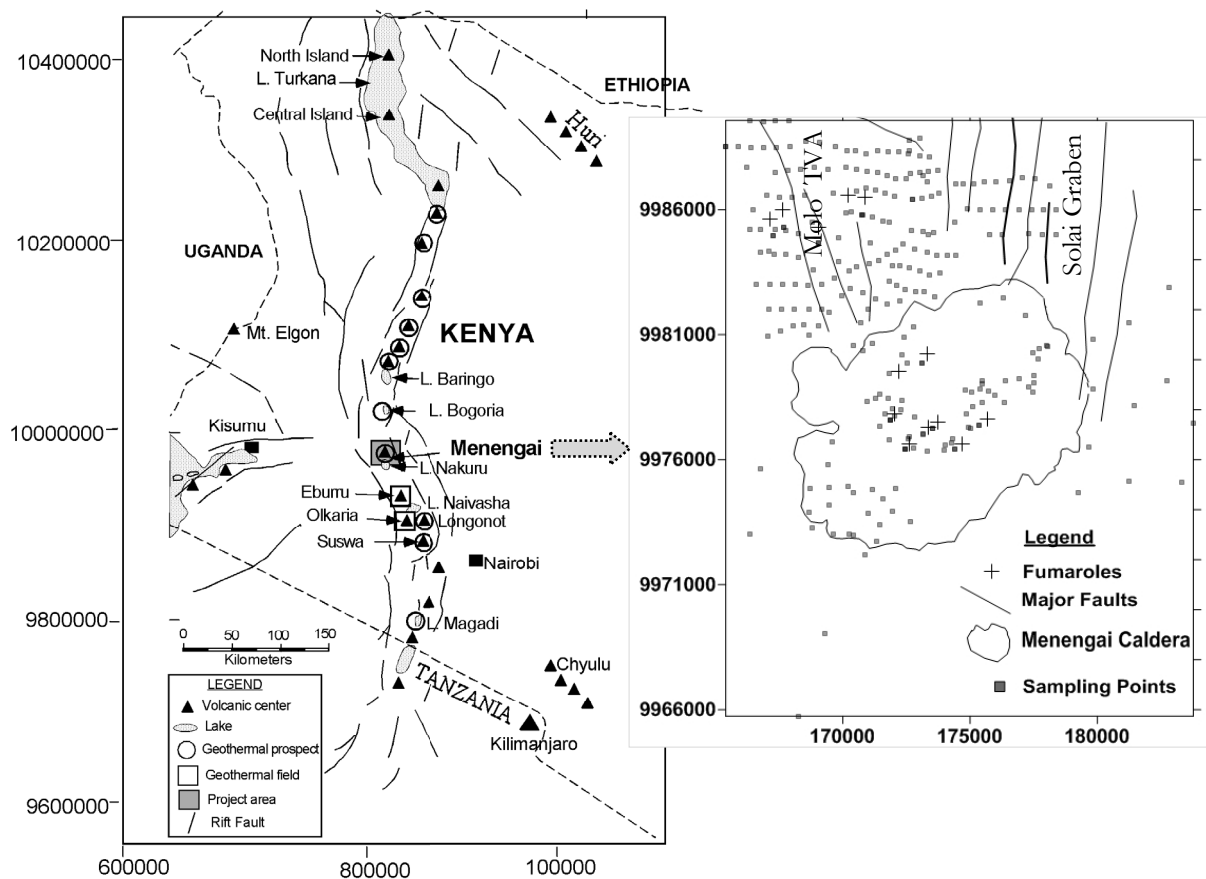 10400000
10200000
10000000
9800000
9600000
600000
800000
100000
North Island
L. Turkana
Central Island
ETHIOPIA
Huri
UGANDA
Mt. Elgon
KENYA
L. Baringo
L. Bogoria
Kisumu
Menengai
L. Nakuru
Eburru
L. Naivasha
Olkaria
Longonot
Suswa
Nairobi
L. Magadi
0 50 100 150
Kilometers
Chyulu
TANZANIA
Kilimanjaro
LEGEND
Volcanic center
Lake
Geothermal prospect
Geothermal field
Project area
Rift Fault
Molo TVA
Solai Graben
9986000
9981000
9976000
9971000
9966000
170000
175000
180000
Legend
Fumaroles
Major Faults
Menengai Caldera
Sampling Points